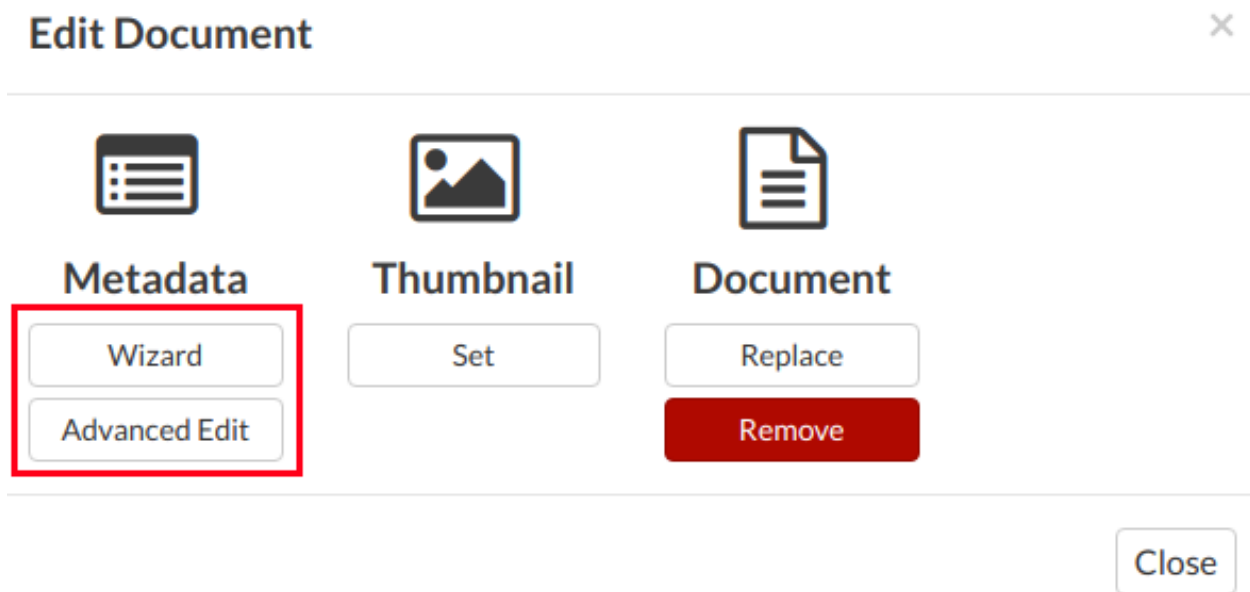 Edit Document
×
Metadata
Thumbnail
Document
Wizard
Set
Replace
Advanced Edit
Remove
Close